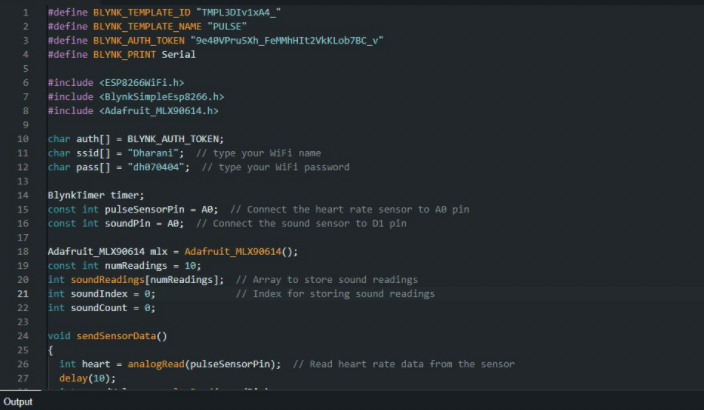 1 #define BLYNK_TEMPLATE_ID "TMPL3DIv1xA4_"
2 #define BLYNK_TEMPLATE_NAME "PULSE"
3 #define BLYNK_AUTH_TOKEN "9e40VPru5Xh_FeMMhHIt2VkKLob7BC_v"
4 #define BLYNK_PRINT Serial
5
6 #include <ESP8266WiFi.h>
7 #include <BlynkSimpleEsp8266.h>
8 #include <Adafruit_MLX90614.h>
9
10 char auth[] = BLYNK_AUTH_TOKEN;
11 char ssid[] = "Dharani"; // type your WiFi name
12 char pass[] = "dh070404"; // type your WiFi password
13
14 BlynkTimer timer;
15 const int pulseSensorPin = A0; // Connect the heart rate sensor to A0 pin
16 const int soundPin = A0; // Connect the sound sensor to D1 pin
17
18 Adafruit_MLX90614 mlx = Adafruit_MLX90614();
19 const int numReadings = 10;
20 int soundReadings[numReadings]; // Array to store sound readings
21 int soundIndex = 0; // Index for storing sound readings
22 int soundCount = 0;
23
24 void sendSensorData()
25 {
26 int heart = analogRead(pulseSensorPin); // Read heart rate data from the sensor
27 delay(10);
Output